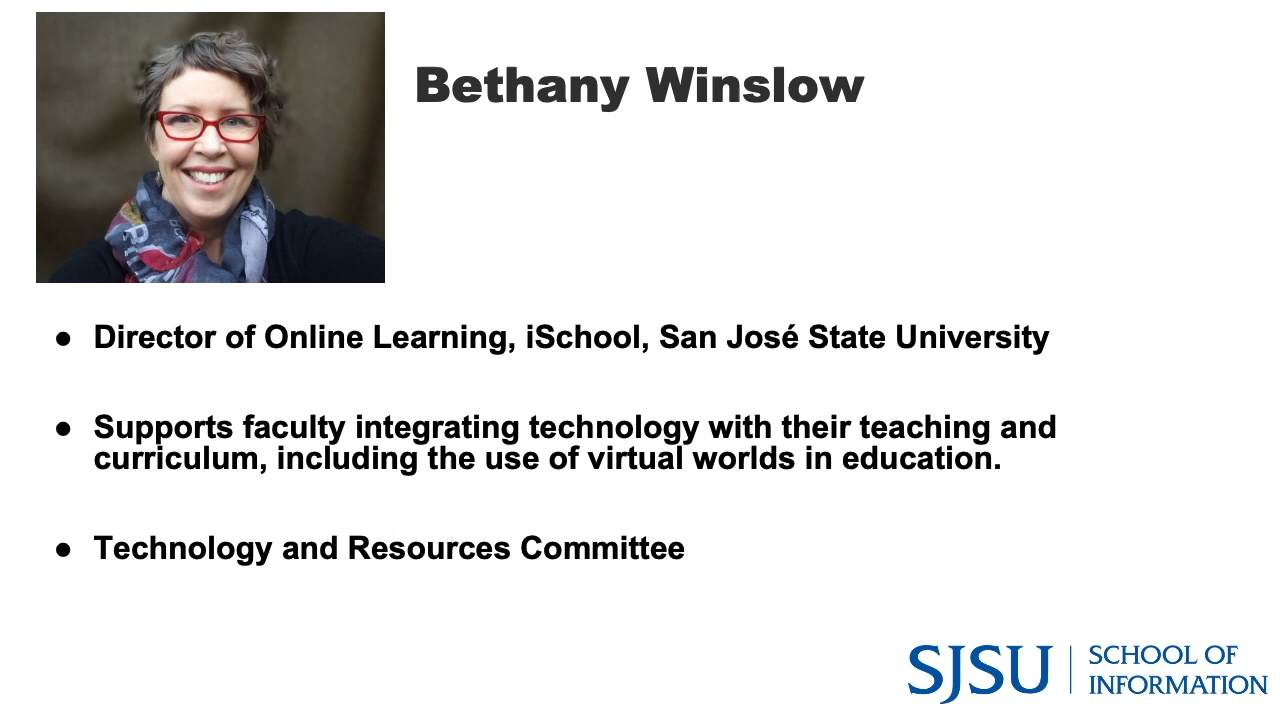 Bethany Winslow
● Director of Online Learning, iSchool, San José State University
● Supports faculty integrating technology with their teaching and
curriculum, including the use of virtual worlds in education.
● Technology and Resources Committee
SJSU | SCHOOL OF
INFORMATION